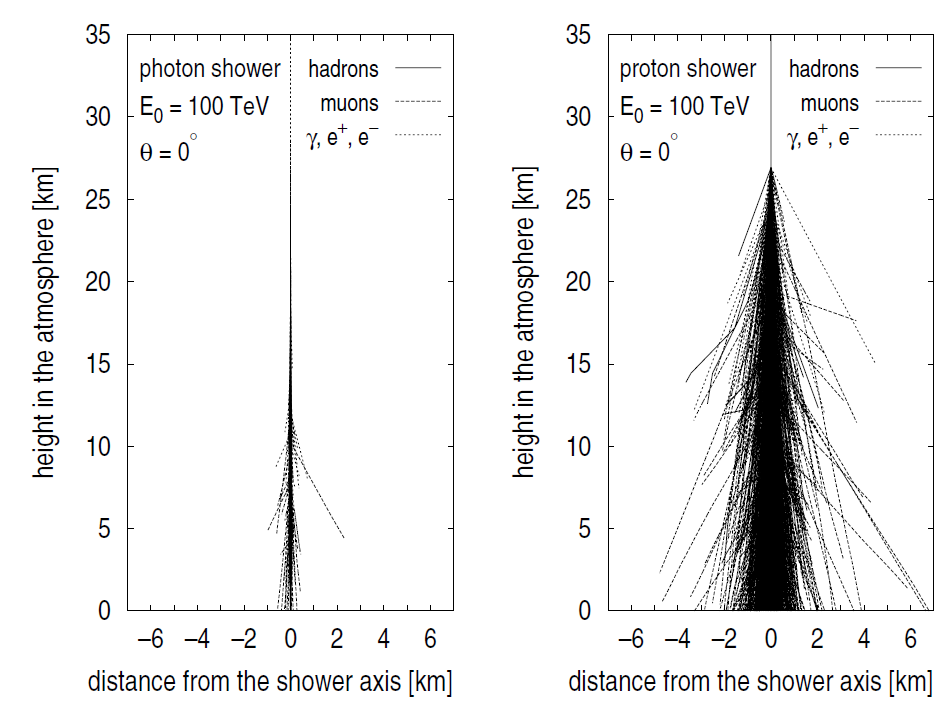 35
30
25
20
15
10
5
0
height in the atmosphere [km]
photon shower
E₀ = 100 TeV
θ = 0°
hadrons
muons
γ, e⁺, e⁻
−6 −4 −2 0 2 4 6
distance from the shower axis [km]
35
30
25
20
15
10
5
0
height in the atmosphere [km]
proton shower
E₀ = 100 TeV
θ = 0°
hadrons
muons
γ, e⁺, e⁻
−6 −4 −2 0 2 4 6
distance from the shower axis [km]